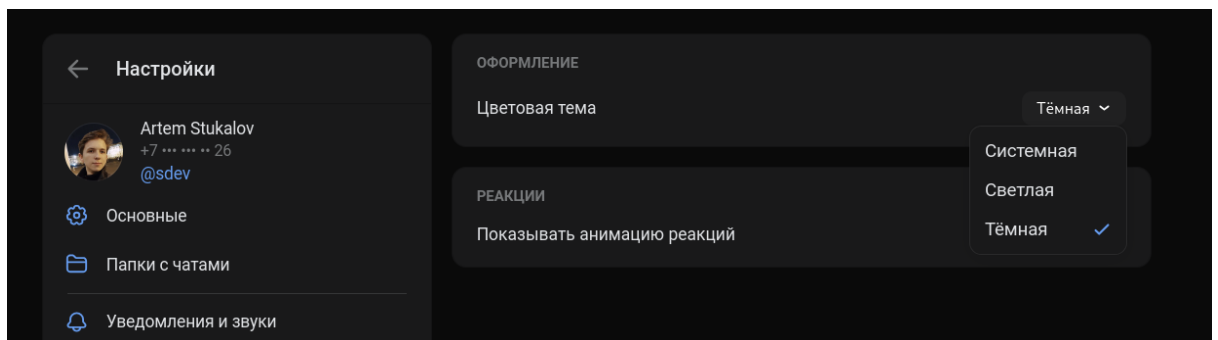 Настройки
Artem Stukalov
+7 ••• ••• •• 26
@sdev
Основные
Папки с чатами
Уведомления и звуки
ОФОРМЛЕНИЕ
Цветовая тема
Тёмная
Системная
Светлая
Тёмная
РЕАКЦИИ
Показывать анимацию реакций